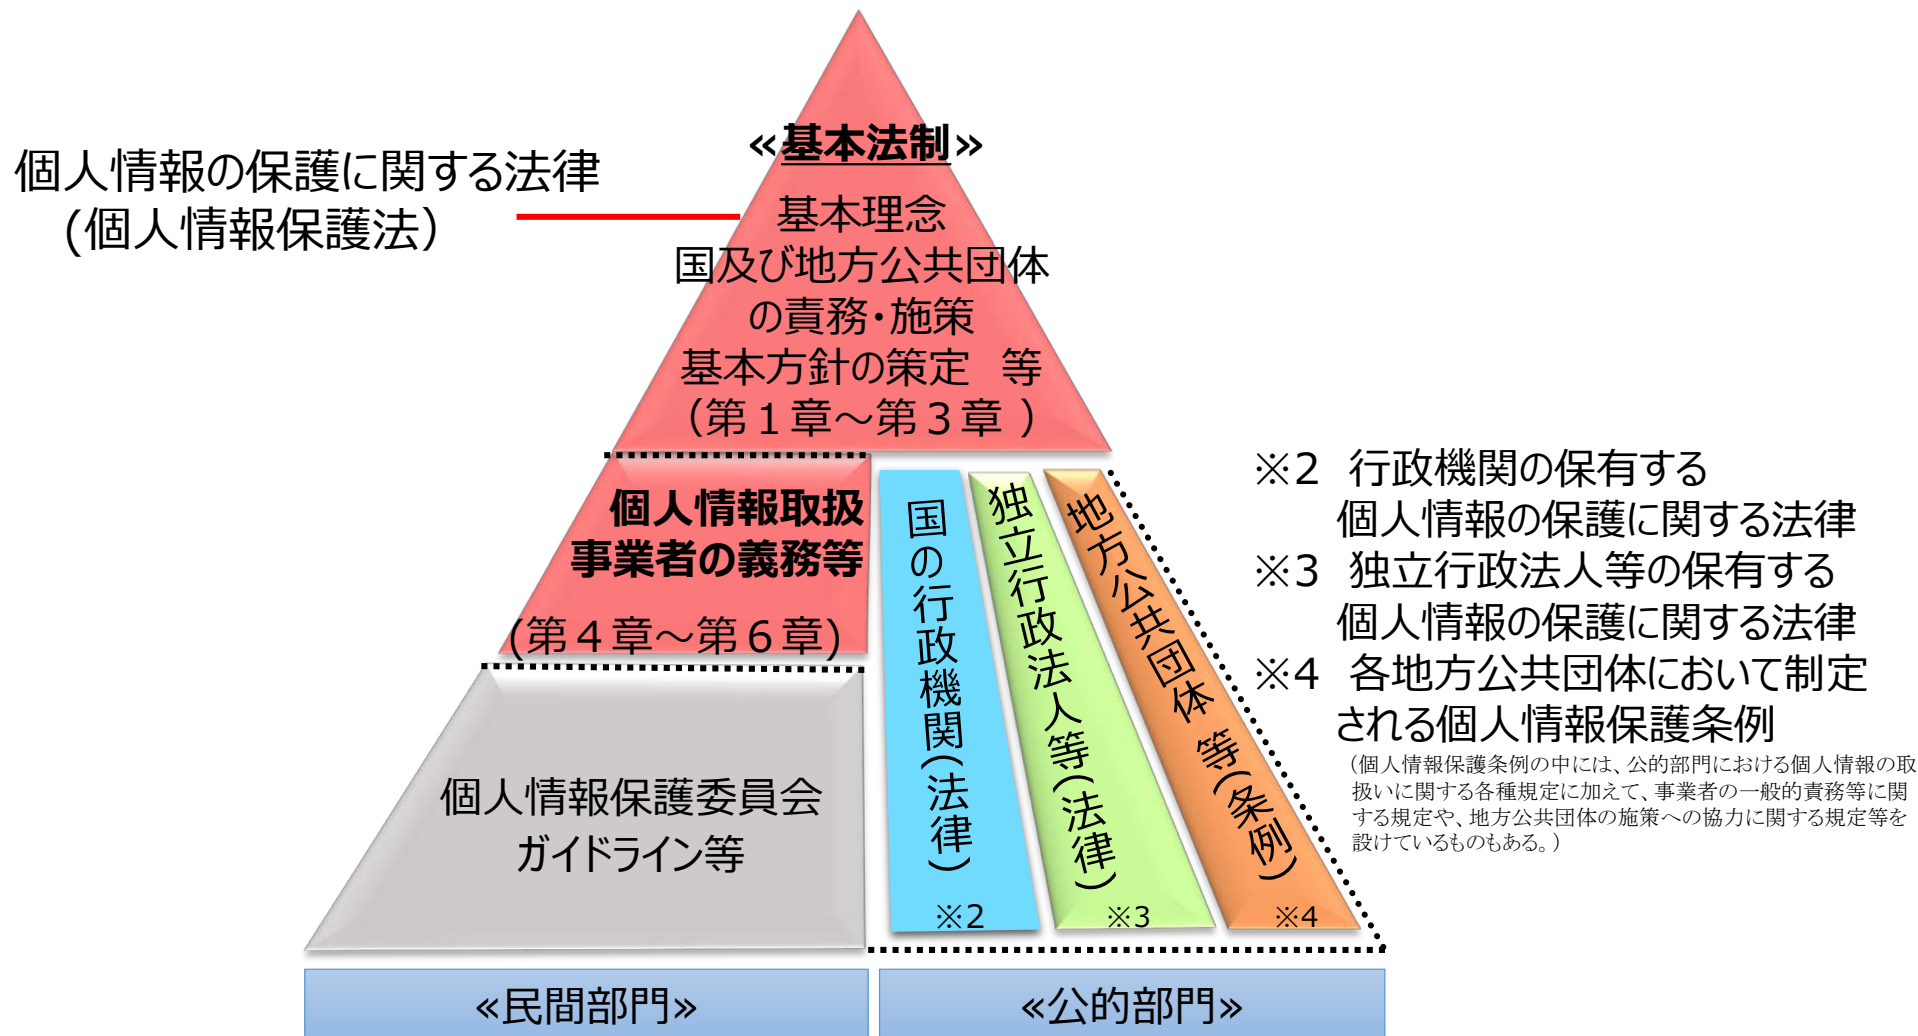 個人情報の保護に関する法律
(個人情報保護法）
«基本法制»
基本理念
国及び地方公共団体
の責務・施策
基本方針の策定　等
（第１章～第３章 ）
個人情報取扱
事業者の義務等
(第４章～第６章)
個人情報保護委員会
ガイドライン等
国の行政機関(法律)
※2
独立行政法人等(法律)
※3
地方公共団体 等(条例)
※4
※2　行政機関の保有する
個人情報の保護に関する法律
※3　独立行政法人等の保有する
個人情報の保護に関する法律
※4　各地方公共団体において制定
される個人情報保護条例
（個人情報保護条例の中には、公的部門における個人情報の取
扱いに関する各種規定に加えて、事業者の一般的責務等に関
する規定や、地方公共団体の施策への協力に関する規定等を
設けているものもある。）
«民間部門»
«公的部門»